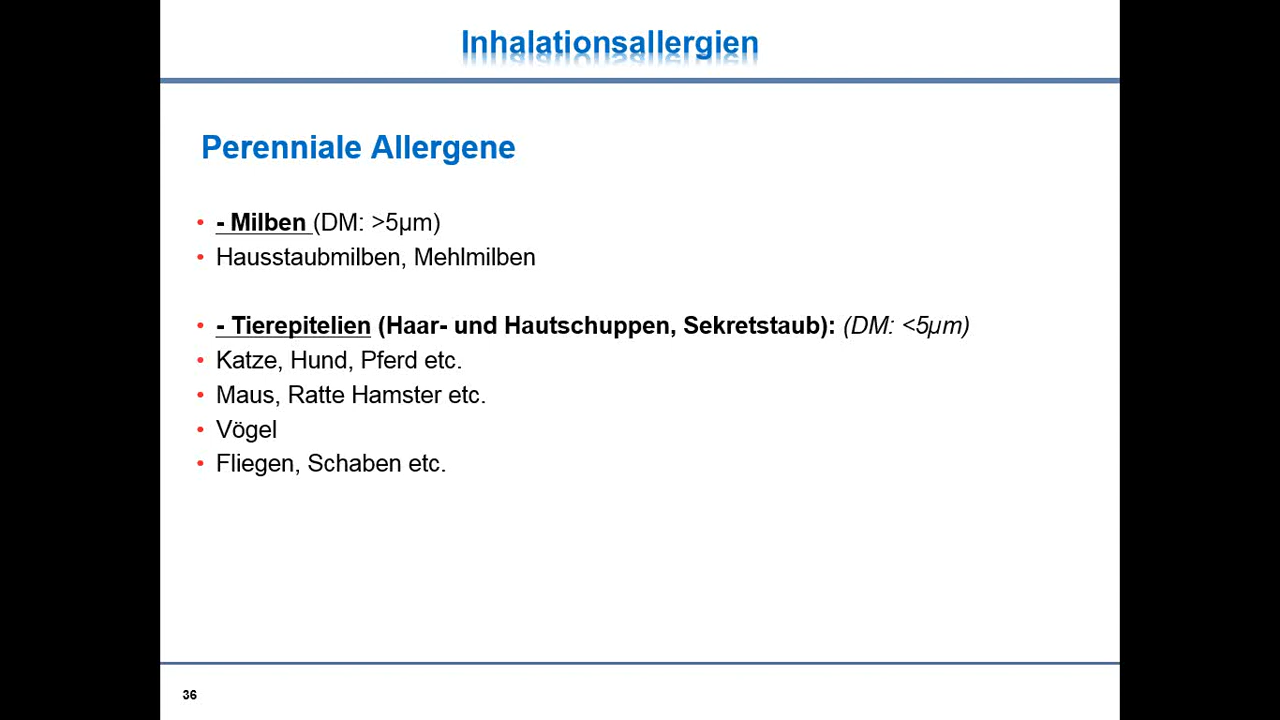 Inhalationsallergien
Perenniale Allergene
• - Milben (DM: >5µm)
• Hausstaubmilben, Mehlmilben
• - Tierepitelien (Haar- und Hautschuppen, Sekretstaub): (DM: <5µm)
• Katze, Hund, Pferd etc.
• Maus, Ratte Hamster etc.
• Vögel
• Fliegen, Schaben etc.
36